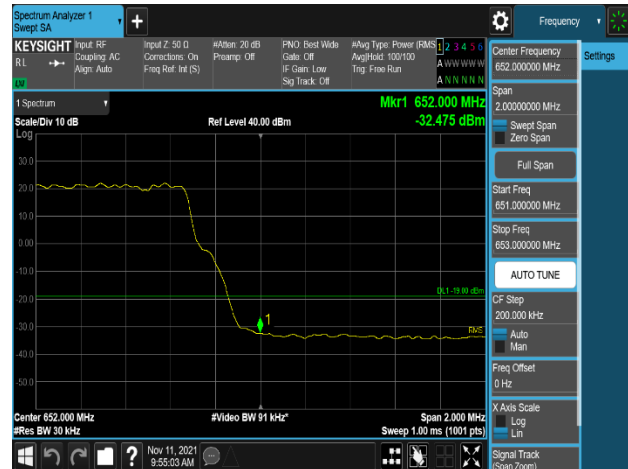 Spectrum Analyzer 1
Swept SA
+
Frequency
KEYSIGHT
Input: RF
Input Z: 50 Ω
#Atten: 20 dB
PNO: Best Wide
#Avg Type: Power (RMS)
1 2 3 4 5 6
RL
Coupling: AC
Corrections: On
Preamp: Off
Gate: Off
Avg|Hold: 100/100
A W W W W W
Align: Auto
Freq Ref: Int (S)
IF Gain: Low
Trig: Free Run
Sig Track: Off
A N N N N N
1 Spectrum
Mkr1 652.000 MHz
Scale/Div 10 dB
Ref Level 40.00 dBm
-32.475 dBm
Log
30.0
20.0
10.0
0.00
-10.0
DL1 -19.00 dBm
-20.0
1
-30.0
RMS
-40.0
-50.0
Center 652.000 MHz
#Video BW 91 kHz*
Span 2.000 MHz
#Res BW 30 kHz
Sweep 1.00 ms (1001 pts)
?
Nov 11, 2021
9:55:03 AM
Center Frequency
652.000000 MHz
Settings
Span
2.00000000 MHz
Swept Span
Zero Span
Full Span
Start Freq
651.000000 MHz
Stop Freq
653.000000 MHz
AUTO TUNE
CF Step
200.000 kHz
Auto
Man
Freq Offset
0 Hz
X Axis Scale
Log
Lin
Signal Track
(Span Zoom)